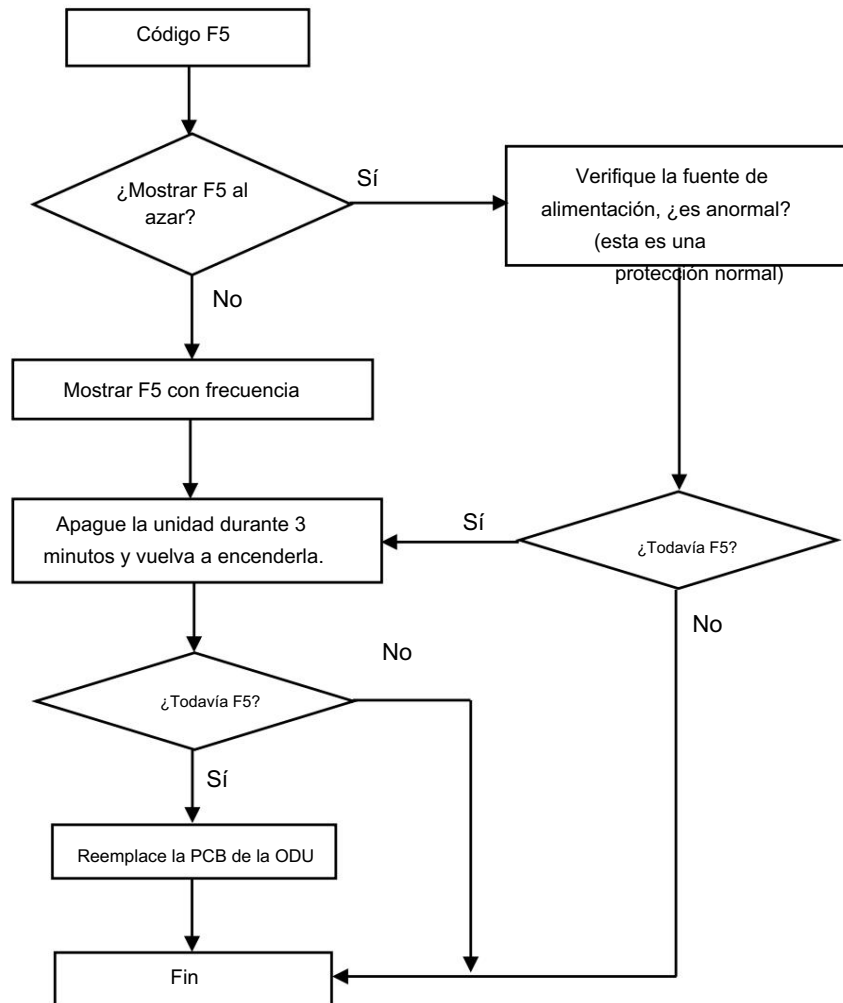 Código F5
¿Mostrar F5 al
azar?
Sí
Verifique la fuente de
alimentación, ¿es anormal?
(esta es una
protección normal)
No
Mostrar F5 con frecuencia
Apague la unidad durante 3
minutos y vuelva a encenderla.
Sí
¿Todavía F5?
No
No
¿Todavía F5?
Sí
Reemplace la PCB de la ODU
Fin